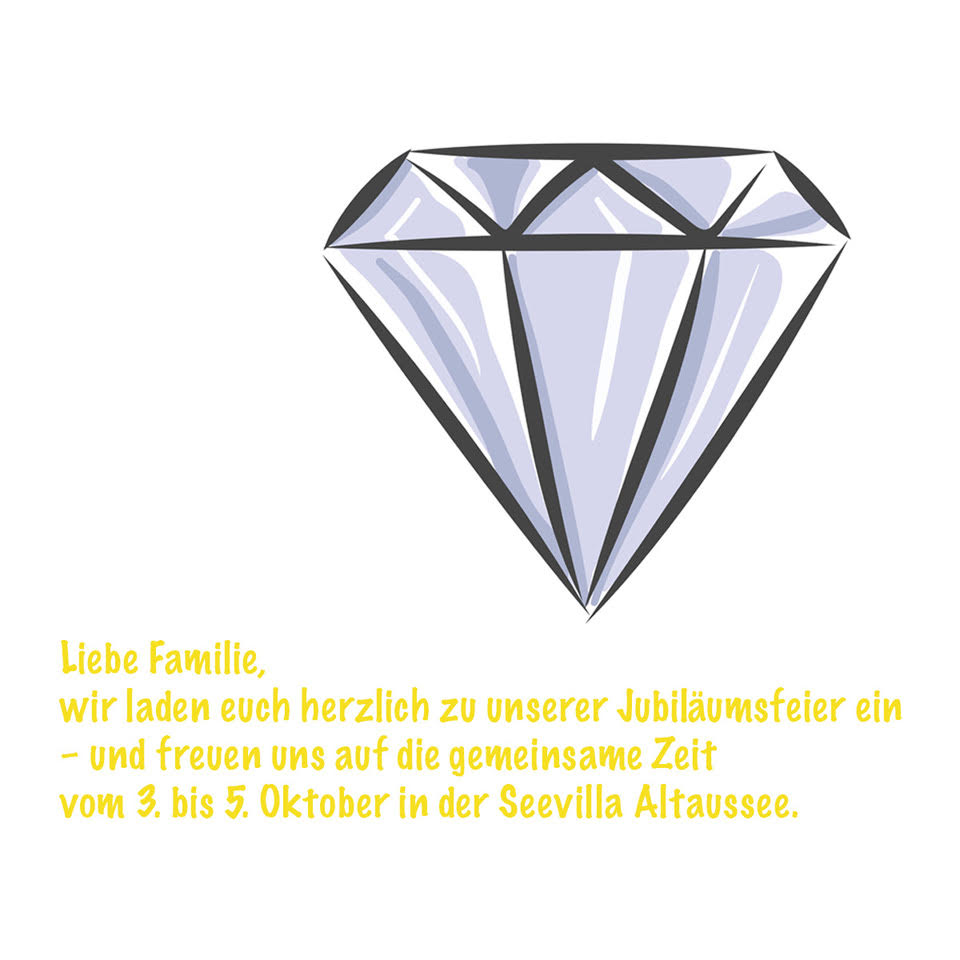 Liebe Familie,
wir laden euch herzlich zu unserer Jubiläumsfeier ein
– und freuen uns auf die gemeinsame Zeit
vom 3. bis 5. Oktober in der Seevilla Altaussee.